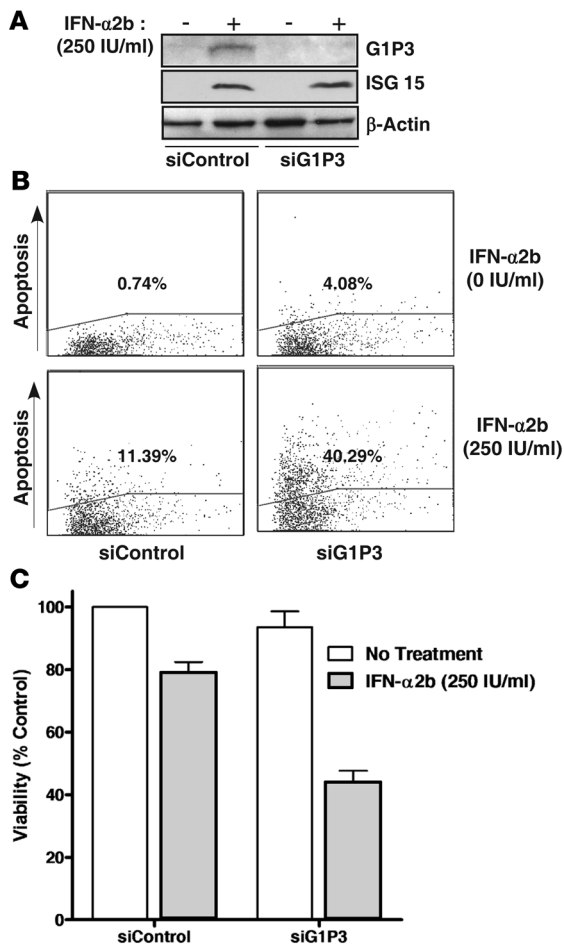 A
IFN-α2b :
(250 IU/ml)
- + - +
G1P3
ISG 15
β-Actin
siControl siG1P3
B
Apoptosis
0.74%
4.08%
IFN-α2b
(0 IU/ml)
Apoptosis
11.39%
40.29%
IFN-α2b
(250 IU/ml)
siControl siG1P3
C
Viability (% Control)
100
80
60
40
20
0
No Treatment
IFN-α2b (250 IU/ml)
siControl siG1P3